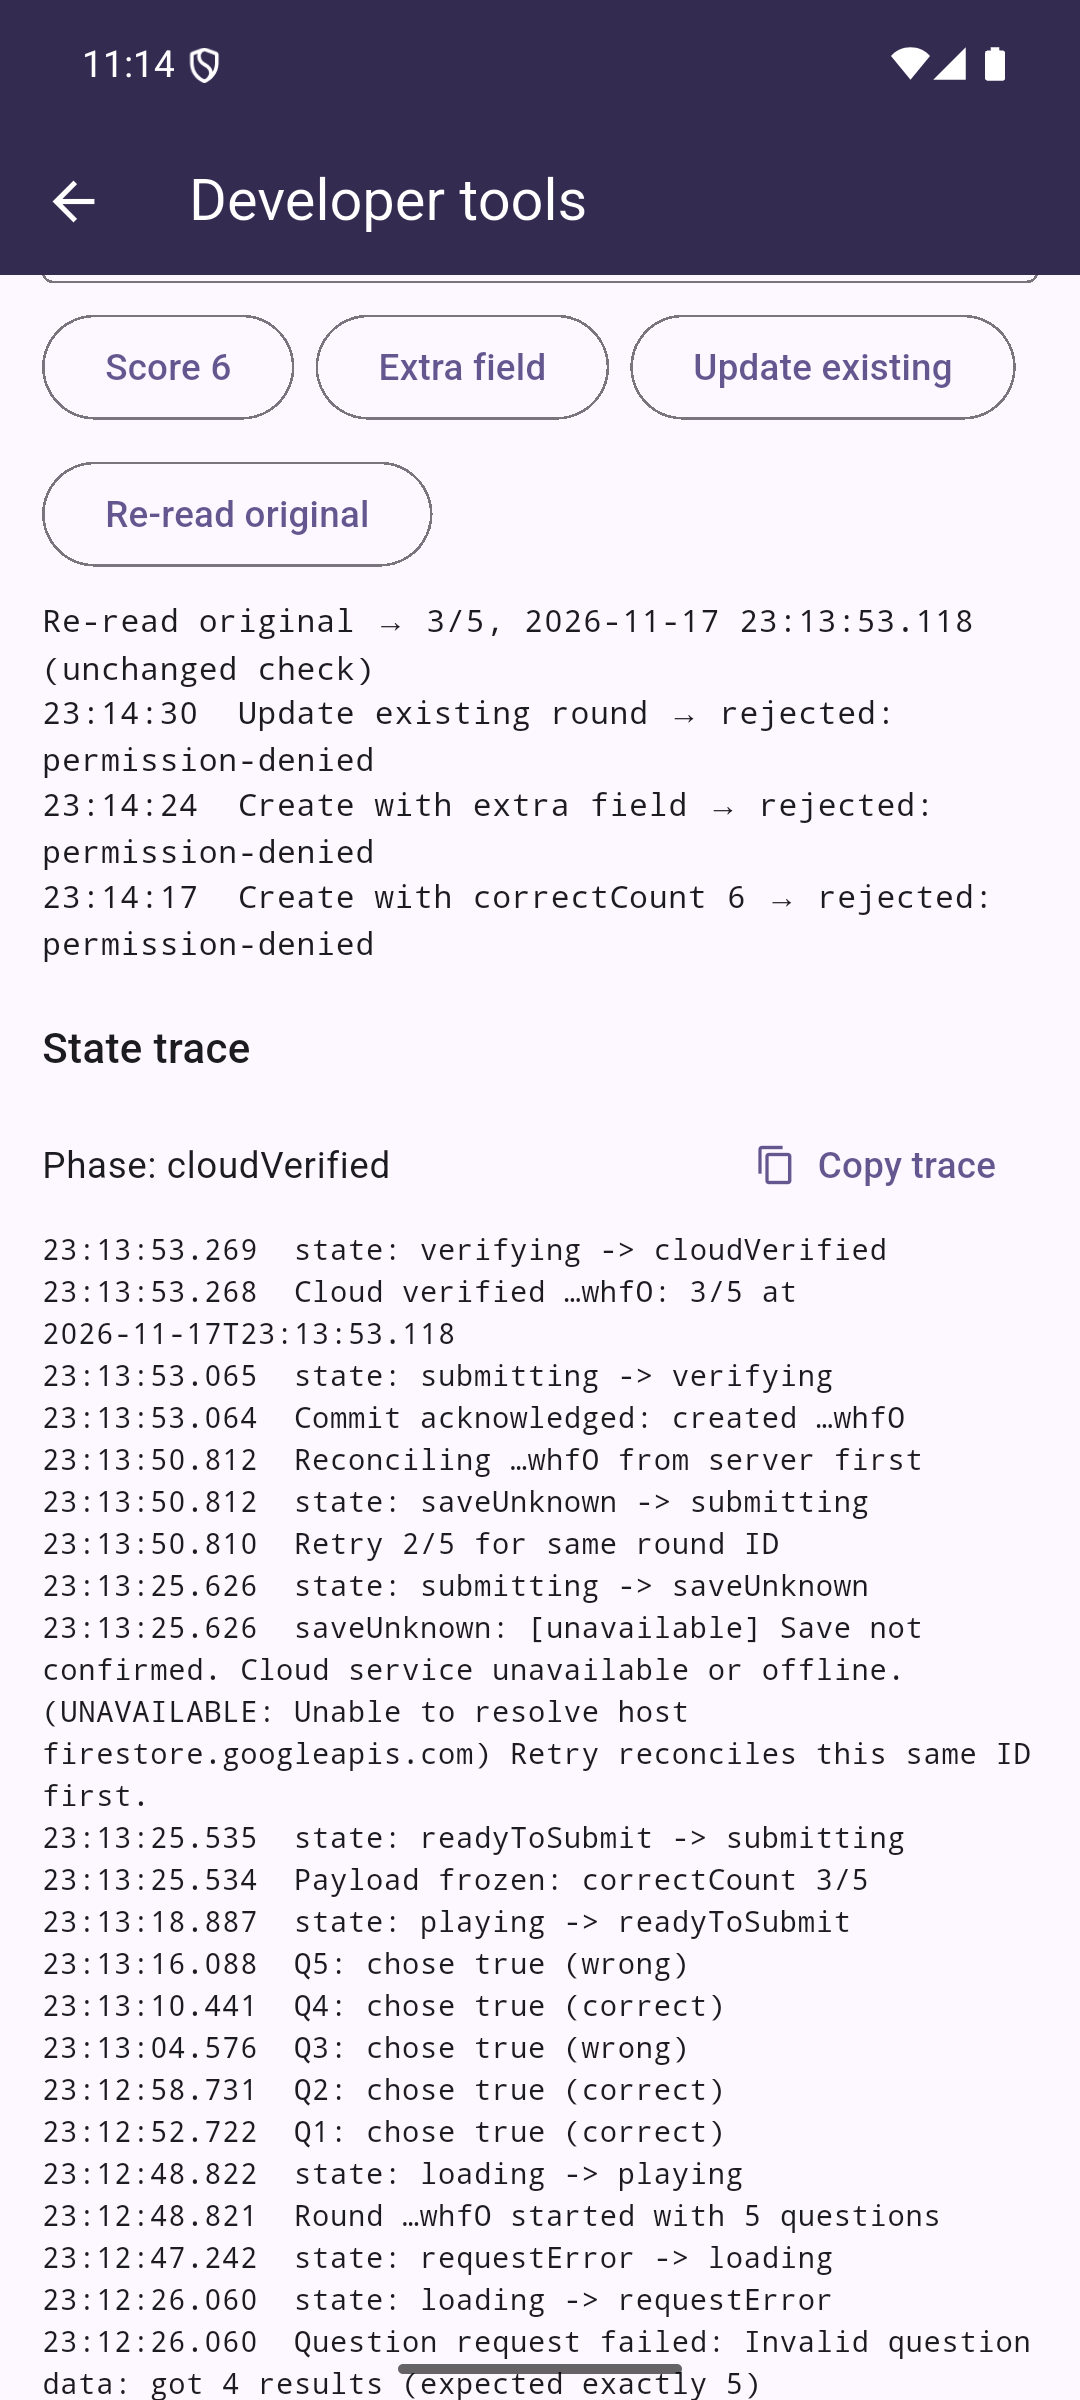 11:14
Developer tools
Score 6
Extra field
Update existing
Re-read original
Re-read original → 3/5, 2026-11-17 23:13:53.118
(unchanged check)
23:14:30  Update existing round → rejected:
permission-denied
23:14:24  Create with extra field → rejected:
permission-denied
23:14:17  Create with correctCount 6 → rejected:
permission-denied
State trace
Phase: cloudVerified
Copy trace
23:13:53.269  state: verifying -> cloudVerified
23:13:53.268  Cloud verified …whfO: 3/5 at
2026-11-17T23:13:53.118
23:13:53.065  state: submitting -> verifying
23:13:53.064  Commit acknowledged: created …whfO
23:13:50.812  Reconciling …whfO from server first
23:13:50.812  state: saveUnknown -> submitting
23:13:50.810  Retry 2/5 for same round ID
23:13:25.626  state: submitting -> saveUnknown
23:13:25.626  saveUnknown: [unavailable] Save not
confirmed. Cloud service unavailable or offline.
(UNAVAILABLE: Unable to resolve host
firestore.googleapis.com) Retry reconciles this same ID
first.
23:13:25.535  state: readyToSubmit -> submitting
23:13:25.534  Payload frozen: correctCount 3/5
23:13:18.887  state: playing -> readyToSubmit
23:13:16.088  Q5: chose true (wrong)
23:13:10.441  Q4: chose true (correct)
23:13:04.576  Q3: chose true (wrong)
23:12:58.731  Q2: chose true (correct)
23:12:52.722  Q1: chose true (correct)
23:12:48.822  state: loading -> playing
23:12:48.821  Round …whfO started with 5 questions
23:12:47.242  state: requestError -> loading
23:12:26.060  state: loading -> requestError
23:12:26.060  Question request failed: Invalid question
data: got 4 results (expected exactly 5)